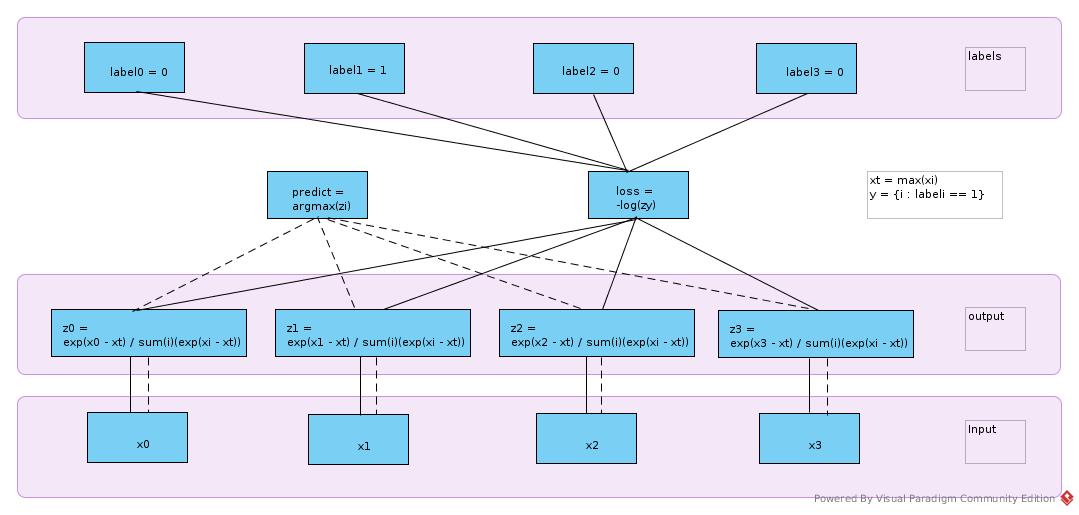 label0 = 0
label1 = 1
label2 = 0
label3 = 0
labels
predict =
argmax(zi)
loss =
-log(zy)
xt = max(xi)
y = {i : labeli == 1}
z0 =
exp(x0 - xt) / sum(i)(exp(xi - xt))
z1 =
exp(x1 - xt) / sum(i)(exp(xi - xt))
z2 =
exp(x2 - xt) / sum(i)(exp(xi - xt))
z3 =
exp(x3 - xt) / sum(i)(exp(xi - xt))
output
x0
x1
x2
x3
Input
Powered By Visual Paradigm Community Edition